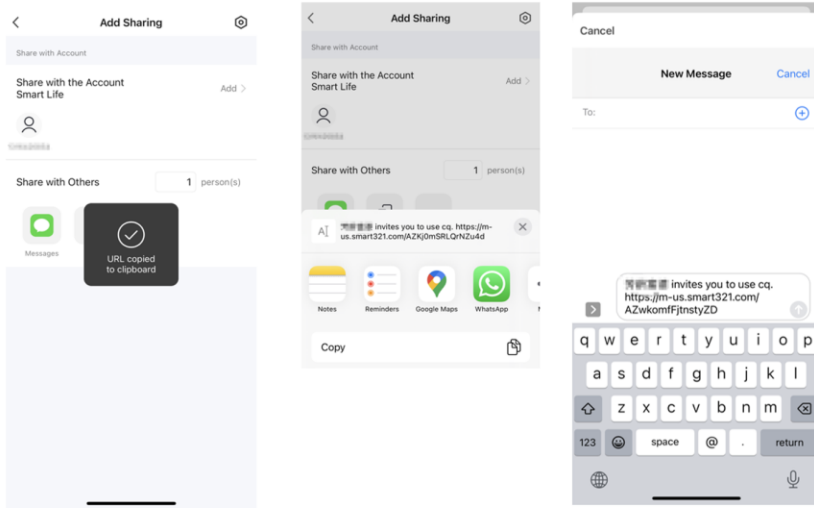 Add Sharing
Share with Account
Share with the Account
Smart Life
Add >
Share with Others
1 person(s)
Messages
URL copied
to clipboard
Add Sharing
Share with Account
Share with the Account
Smart Life
Add >
Share with Others
1 person(s)
invites you to use cq. https://m-
us.smart321.com/AZKj0mSRLQrNZu4d
Notes
Reminders
Google Maps
WhatsApp
Copy
Cancel
New Message
Cancel
To:
invites you to use cq.
https://m-us.smart321.com/
AZwkomfFjtnstyZD
q w e r t y u i o p
a s d f g h j k l
z x c v b n m
123 space @ . return